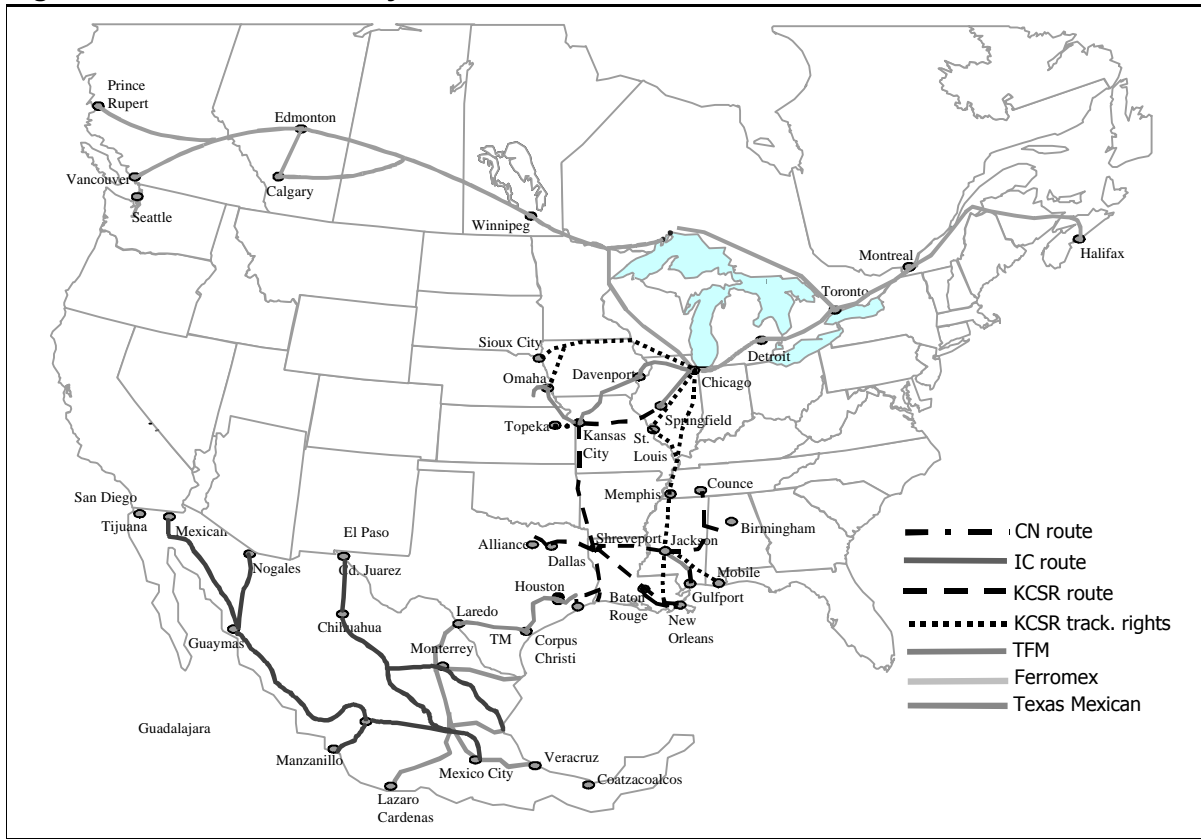 Prince
Rupert
Edmonton
Vancouver
Calgary
Seattle
Winnipeg
Montreal
Halifax
Toronto
Sioux City
Detroit
Omaha
Davenport
Chicago
Topeka
Kansas
City
Springfield
St.
Louis
Memphis
Counce
San Diego
Tijuana
Mexican
El Paso
Birmingham
Alliance
Dallas
Shreveport
Jackson
Nogales
Cd. Juarez
Mobile
Houston
Baton
Rouge
Gulfport
New
Orleans
Laredo
TM
Corpus
Christi
Chihuahua
Guaymas
Monterrey
Guadalajara
Manzanillo
Mexico City
Veracruz
Coatzacoalcos
Lazaro
Cardenas
CN route
IC route
KCSR route
KCSR track. rights
TFM
Ferromex
Texas Mexican